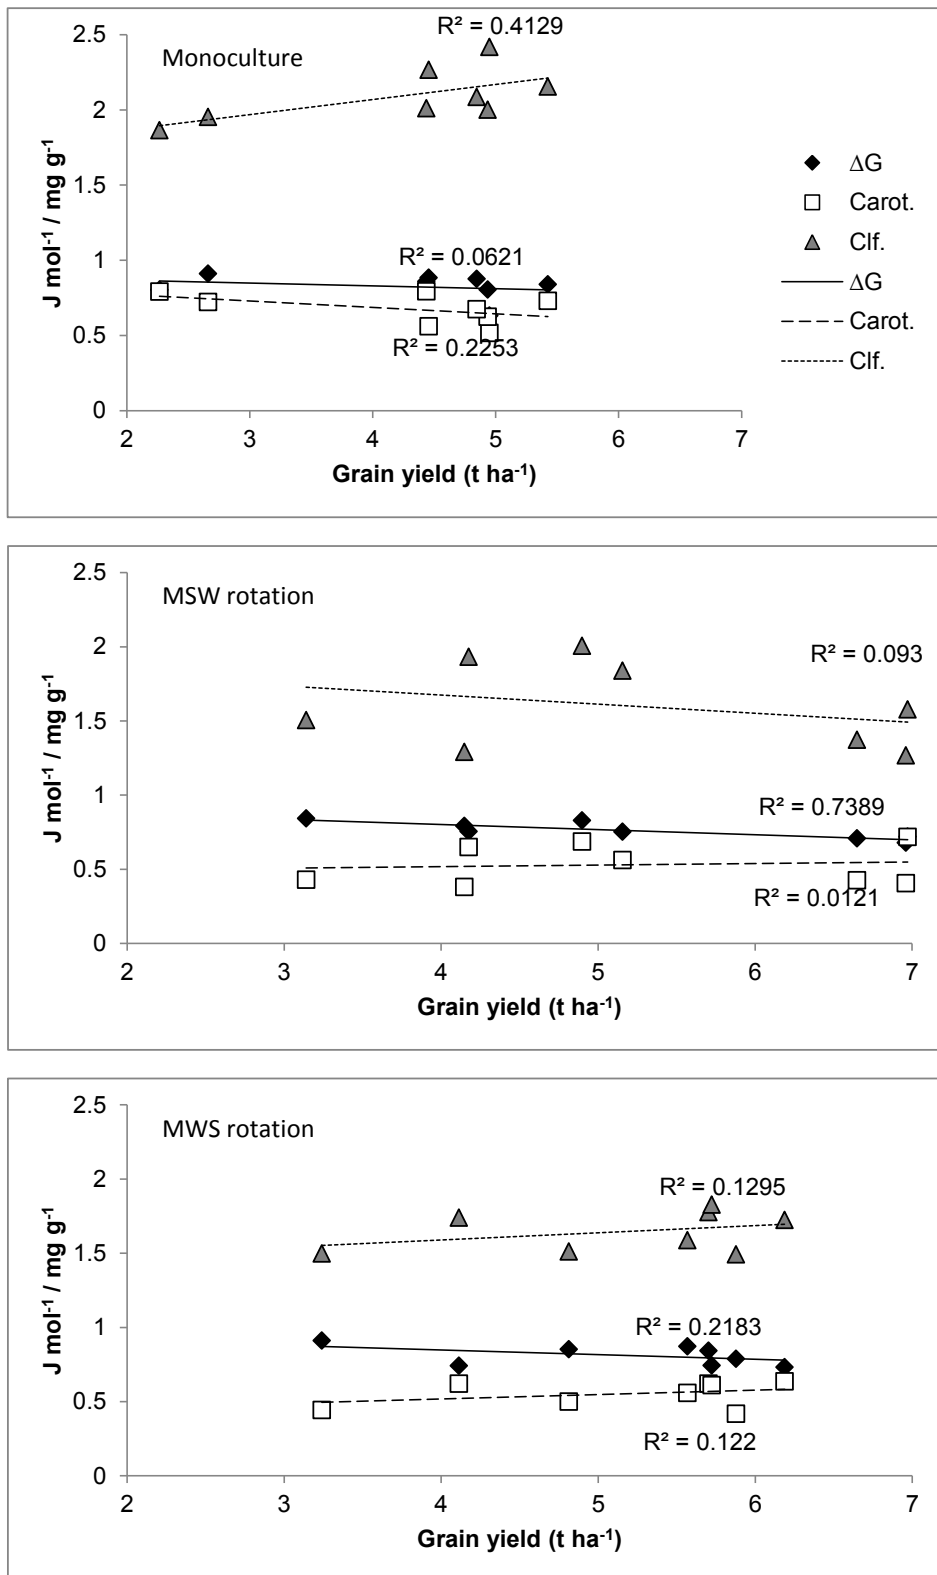 R² = 0.4129
2.5
Monoculture
2
1.5
J mol⁻¹ / mg g⁻¹
1
R² = 0.0621
0.5
R² = 0.2253
0
2 3 4 5 6 7
Grain yield (t ha⁻¹)
ΔG
Carot.
Clf.
ΔG
Carot.
Clf.
2.5
MSW rotation
2
R² = 0.093
1.5
J mol⁻¹ / mg g⁻¹
1
R² = 0.7389
0.5
R² = 0.0121
0
2 3 4 5 6 7
Grain yield (t ha⁻¹)
2.5
MWS rotation
2
R² = 0.1295
1.5
J mol⁻¹ / mg g⁻¹
1
R² = 0.2183
0.5
R² = 0.122
0
2 3 4 5 6 7
Grain yield (t ha⁻¹)